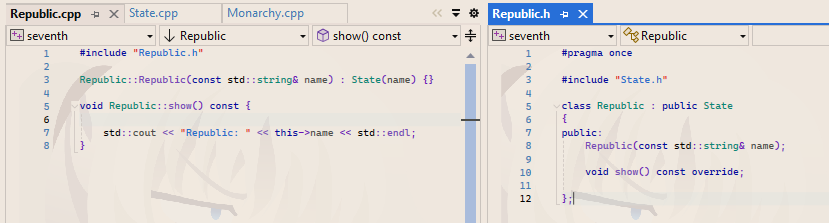 Republic.cpp State.cpp Monarchy.cpp
seventh Republic show() const
1 #include "Republic.h"
2
3 Republic::Republic(const std::string& name) : State(name) {}
4
5 void Republic::show() const {
6
7 std::cout << "Republic: " << this->name << std::endl;
8 }
Republic.h
seventh Republic
1 #pragma once
2
3 #include "State.h"
4
5 class Republic : public State
6 {
7 public:
8 Republic(const std::string& name);
9
10 void show() const override;
11
12 };